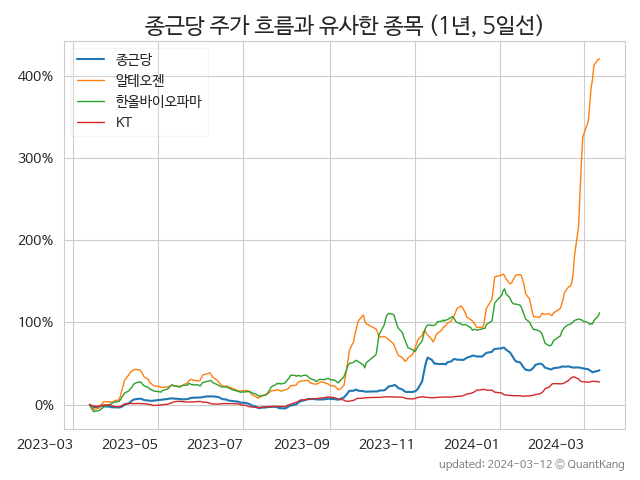 종근당 주가 흐름과 유사한 종목 (1년, 5일선)
종근당
알테오젠
한올바이오파마
KT
400%
300%
200%
100%
0%
2023-03 2023-05 2023-07 2023-09 2023-11 2024-01 2024-03
updated: 2024-03-12 © QuantKang